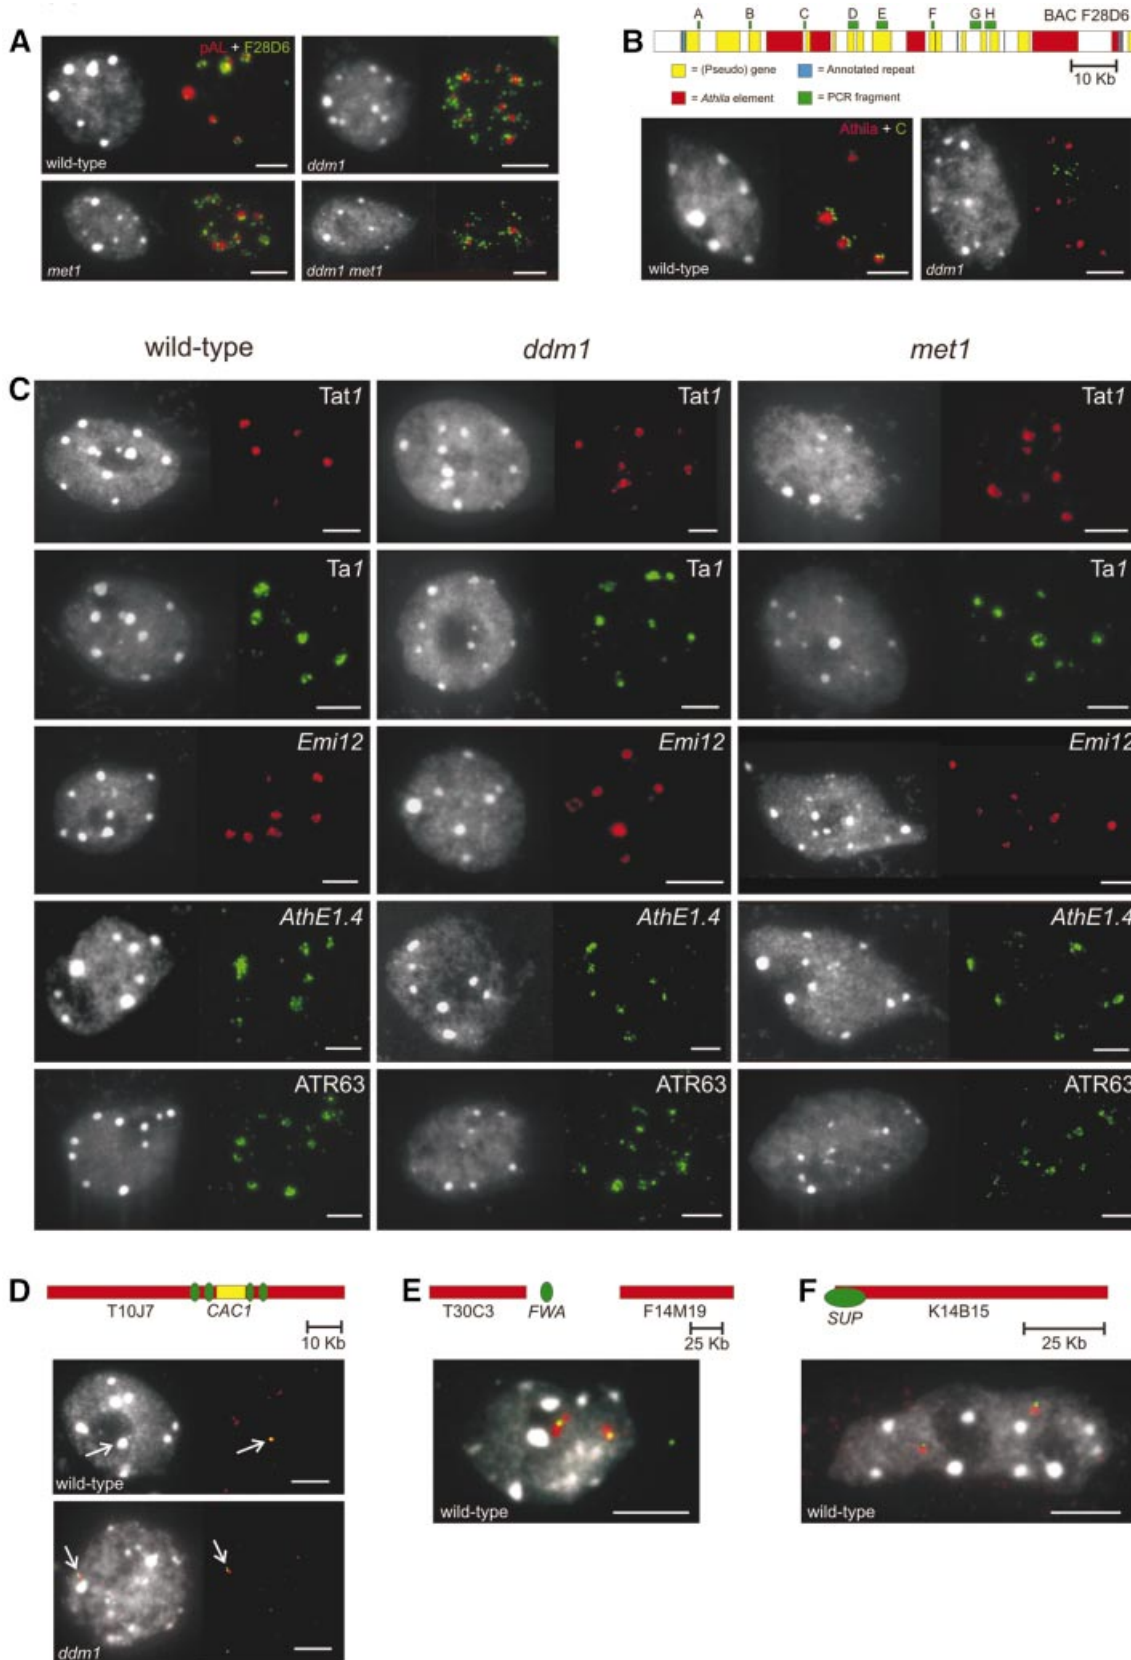 A
pAL + F28D6
wild-type
ddm1
met1
ddm1 met1
B
A B C D E F G H BAC F28D6
= (Pseudo) gene
= Annotated repeat
= Athila element
= PCR fragment
10 Kb
Athila + C
wild-type
ddm1
wild-type ddm1 met1
C
Tat1 Tat1 Tat1
Ta1 Ta1 Ta1
Emi12 Emi12 Emi12
AthE1.4 AthE1.4 AthE1.4
ATR63 ATR63 ATR63
D
T10J7 CAC1
10 Kb
wild-type
ddm1
E
T30C3 FWA F14M19
25 Kb
wild-type
F
SUP K14B15
25 Kb
wild-type